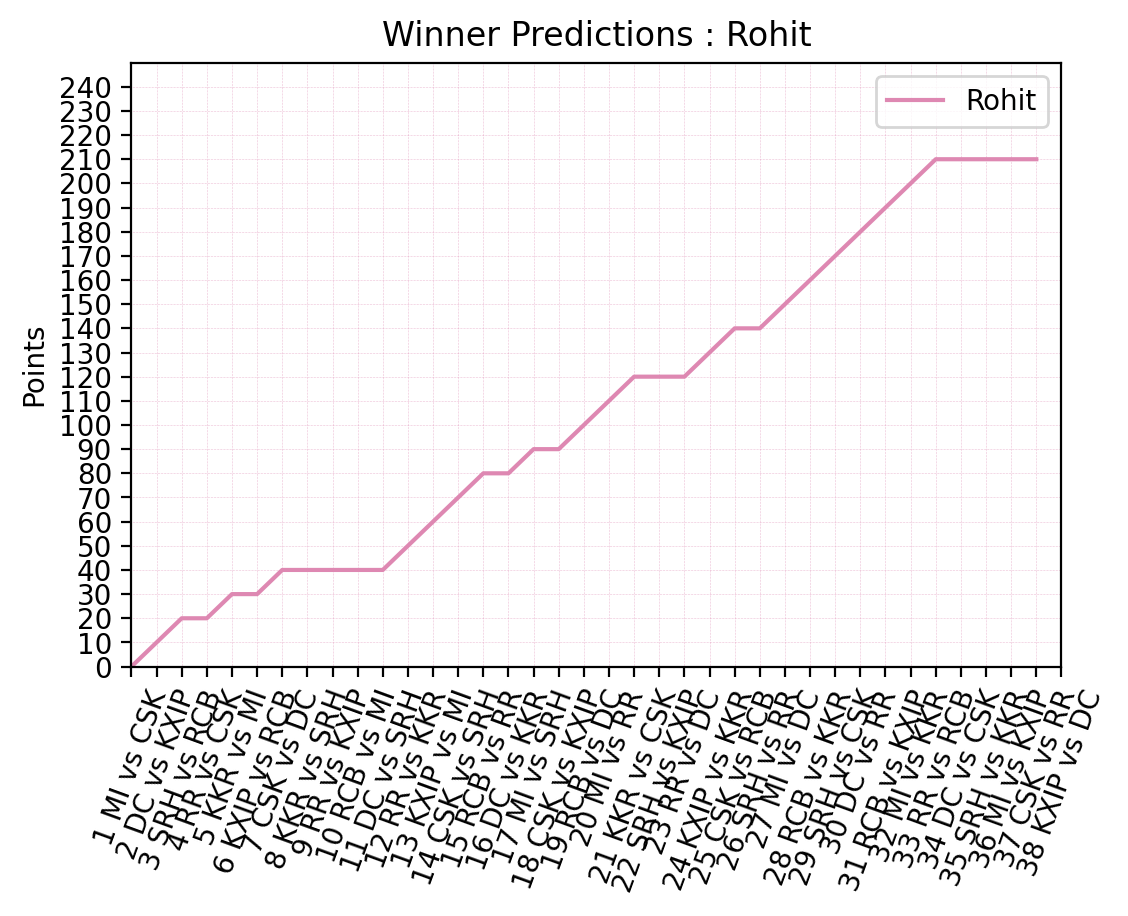 Winner Predictions : Rohit
Rohit
Points
240
230
220
210
200
190
180
170
160
150
140
130
120
110
100
90
80
70
60
50
40
30
20
10
0
1 MI vs CSK
2 DC vs KXIP
3 SRH vs RCB
4 RR vs CSK
5 KKR vs MI
6 KXIP vs RCB
7 CSK vs DC
8 KKR vs SRH
9 RR vs KXIP
10 RCB vs MI
11 DC vs SRH
12 RR vs KKR
13 KXIP vs MI
14 CSK vs SRH
15 RCB vs RR
16 DC vs KKR
17 MI vs SRH
18 CSK vs KXIP
19 RCB vs DC
20 MI vs RR
21 KKR vs CSK
22 SRH vs KXIP
23 RR vs DC
24 KXIP vs KKR
25 CSK vs RCB
26 SRH vs RR
27 MI vs DC
28 RCB vs KKR
29 SRH vs CSK
30 DC vs RR
31 RCB vs KXIP
32 MI vs KKR
33 RR vs RCB
34 DC vs CSK
35 SRH vs KKR
36 MI vs KXIP
37 CSK vs RR
38 KXIP vs DC